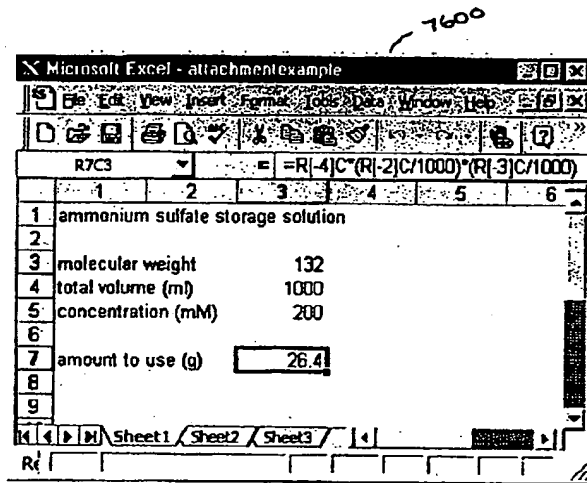 7600
Microsoft Excel - attachmentexample
File Edit View Insert Format Tools Data Window Help
R7C3 = =R[-4]C*(R[-2]C/1000)*(R[-3]C/1000)
1 2 3 4 5 6
1 ammonium sulfate storage solution
2
3 molecular weight 132
4 total volume (ml) 1000
5 concentration (mM) 200
6
7 amount to use (g) 26.4
8
9
Sheet1 Sheet2 Sheet3